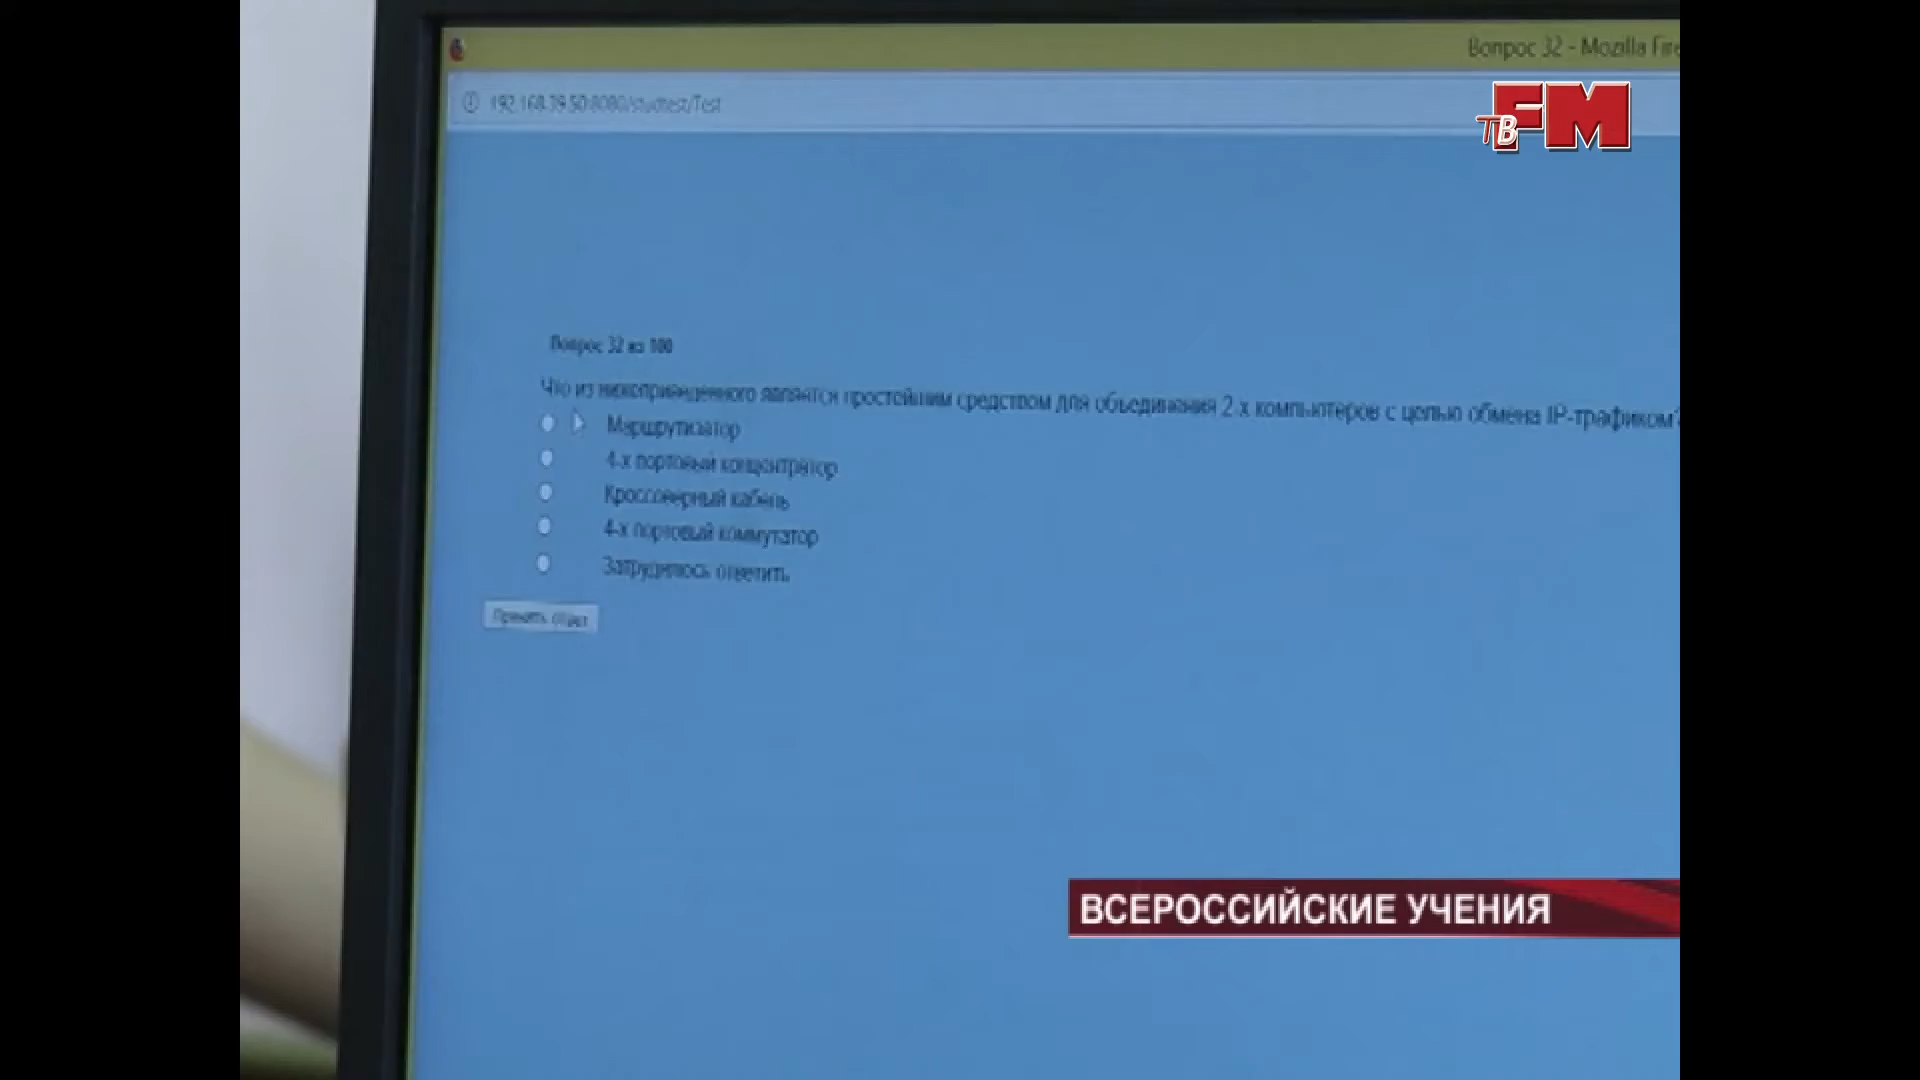 Вопрос 32 - Mozilla Fire
192.168.39.50:8080/studtest/Test
ТВ FM
Вопрос 32 из 100
Что из нижеприведенного является простейшим средством для объединения 2-х компьютеров с целью обмена IP-трафиком?
Маршрутизатор
4-х портовый концентратор
Кроссоверный кабель
4-х портовый коммутатор
Затрудняюсь ответить
Принять ответ
ВСЕРОССИЙСКИЕ УЧЕНИЯ